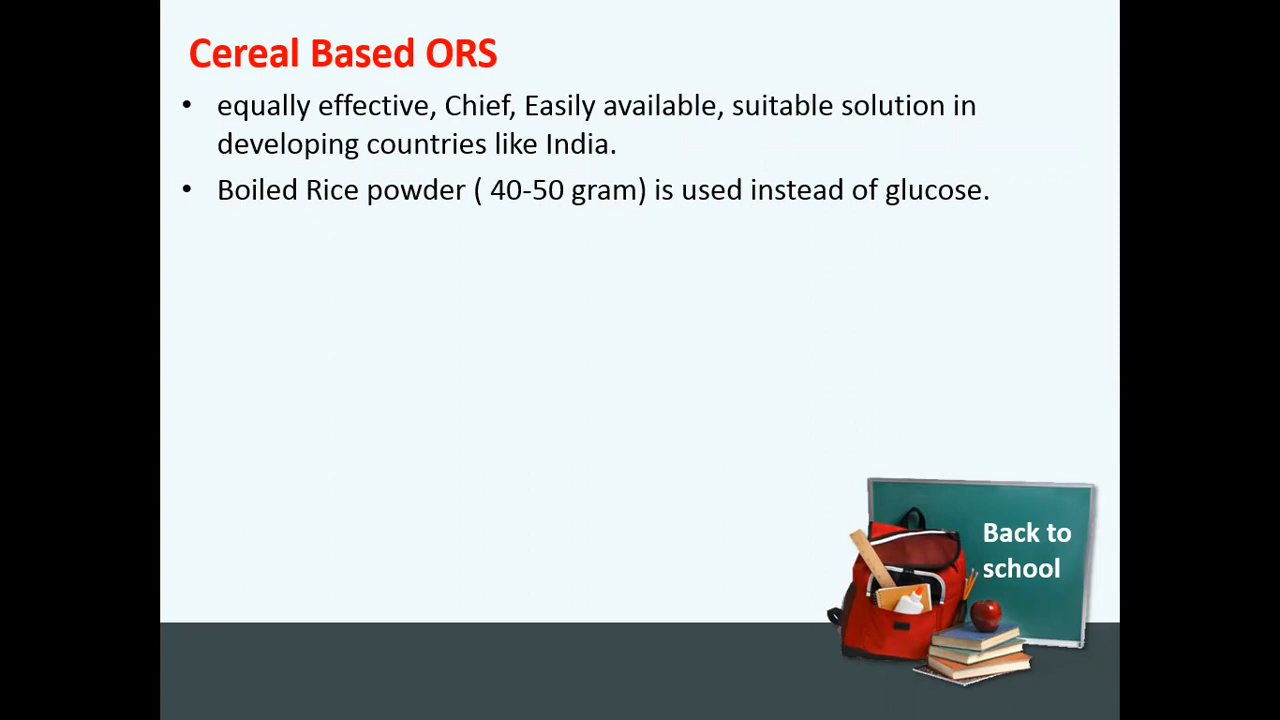 Cereal Based ORS
• equally effective, Chief, Easily available, suitable solution in
developing countries like India.
• Boiled Rice powder ( 40-50 gram) is used instead of glucose.
Back to
school